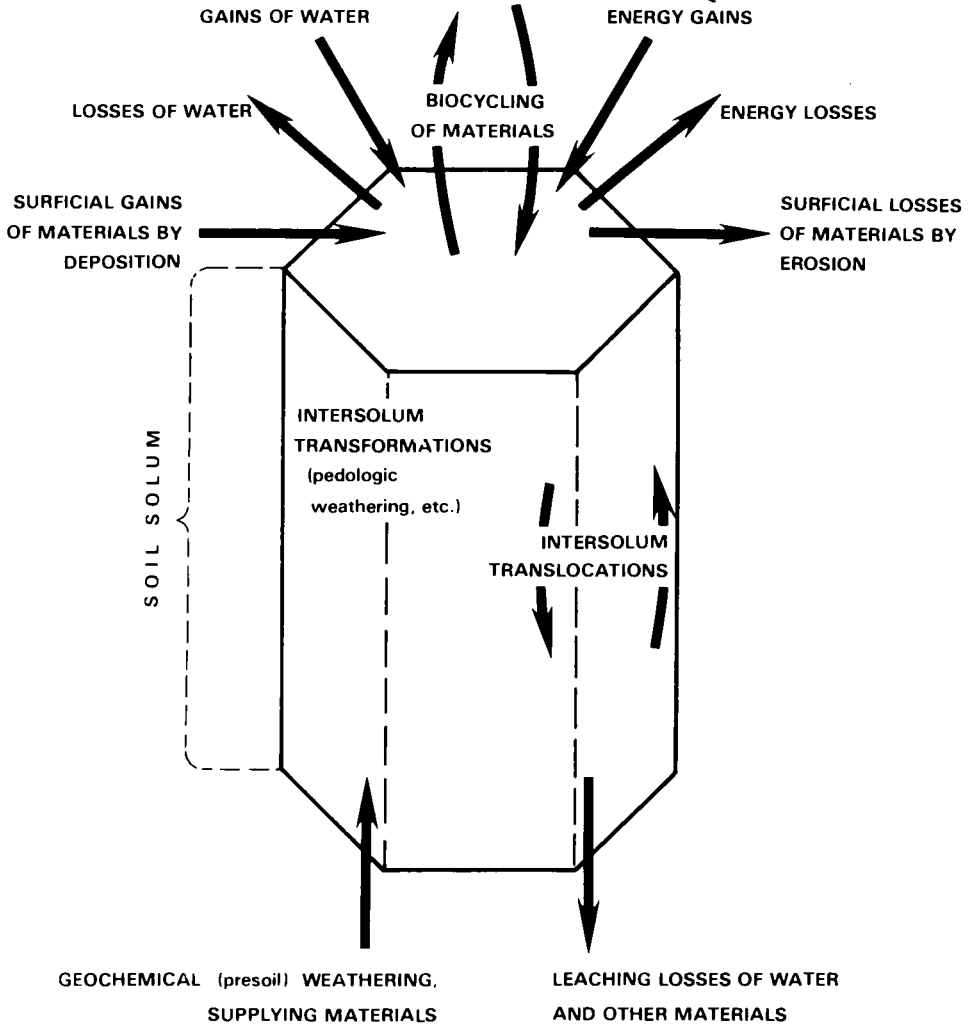 GAINS OF WATER
ENERGY GAINS
BIOCYCLING
OF MATERIALS
LOSSES OF WATER
ENERGY LOSSES
SURFICIAL GAINS
OF MATERIALS BY
DEPOSITION
SURFICIAL LOSSES
OF MATERIALS BY
EROSION
SOIL SOLUM
INTERSOLUM
TRANSFORMATIONS
(pedologic
weathering, etc.)
INTERSOLUM
TRANSLOCATIONS
GEOCHEMICAL (presoil) WEATHERING,
SUPPLYING MATERIALS
LEACHING LOSSES OF WATER
AND OTHER MATERIALS